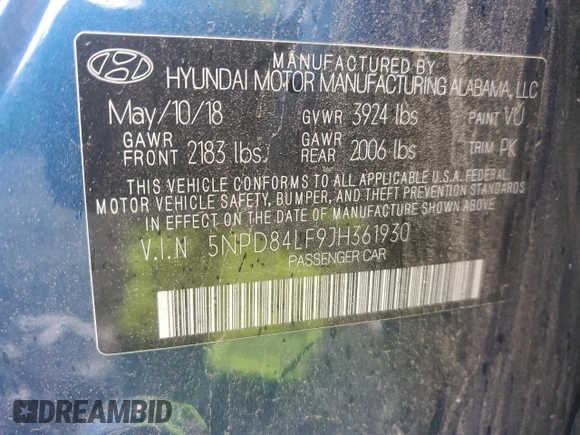 MANUFACTURED BY
HYUNDAI MOTOR MANUFACTURING ALABAMA, LLC
May/10/18 GVWR 3924 lbs PAINT VU
GAWR FRONT 2183 lbs. GAWR REAR 2006 lbs TRIM PK
THIS VEHICLE CONFORMS TO ALL APPLICABLE U.S.A. FEDERAL
MOTOR VEHICLE SAFETY, BUMPER, AND THEFT PREVENTION STANDARDS
IN EFFECT ON THE DATE OF MANUFACTURE SHOWN ABOVE.
V.I.N 5NPD84LF9JH361930
PASSENGER CAR
DREAMBID